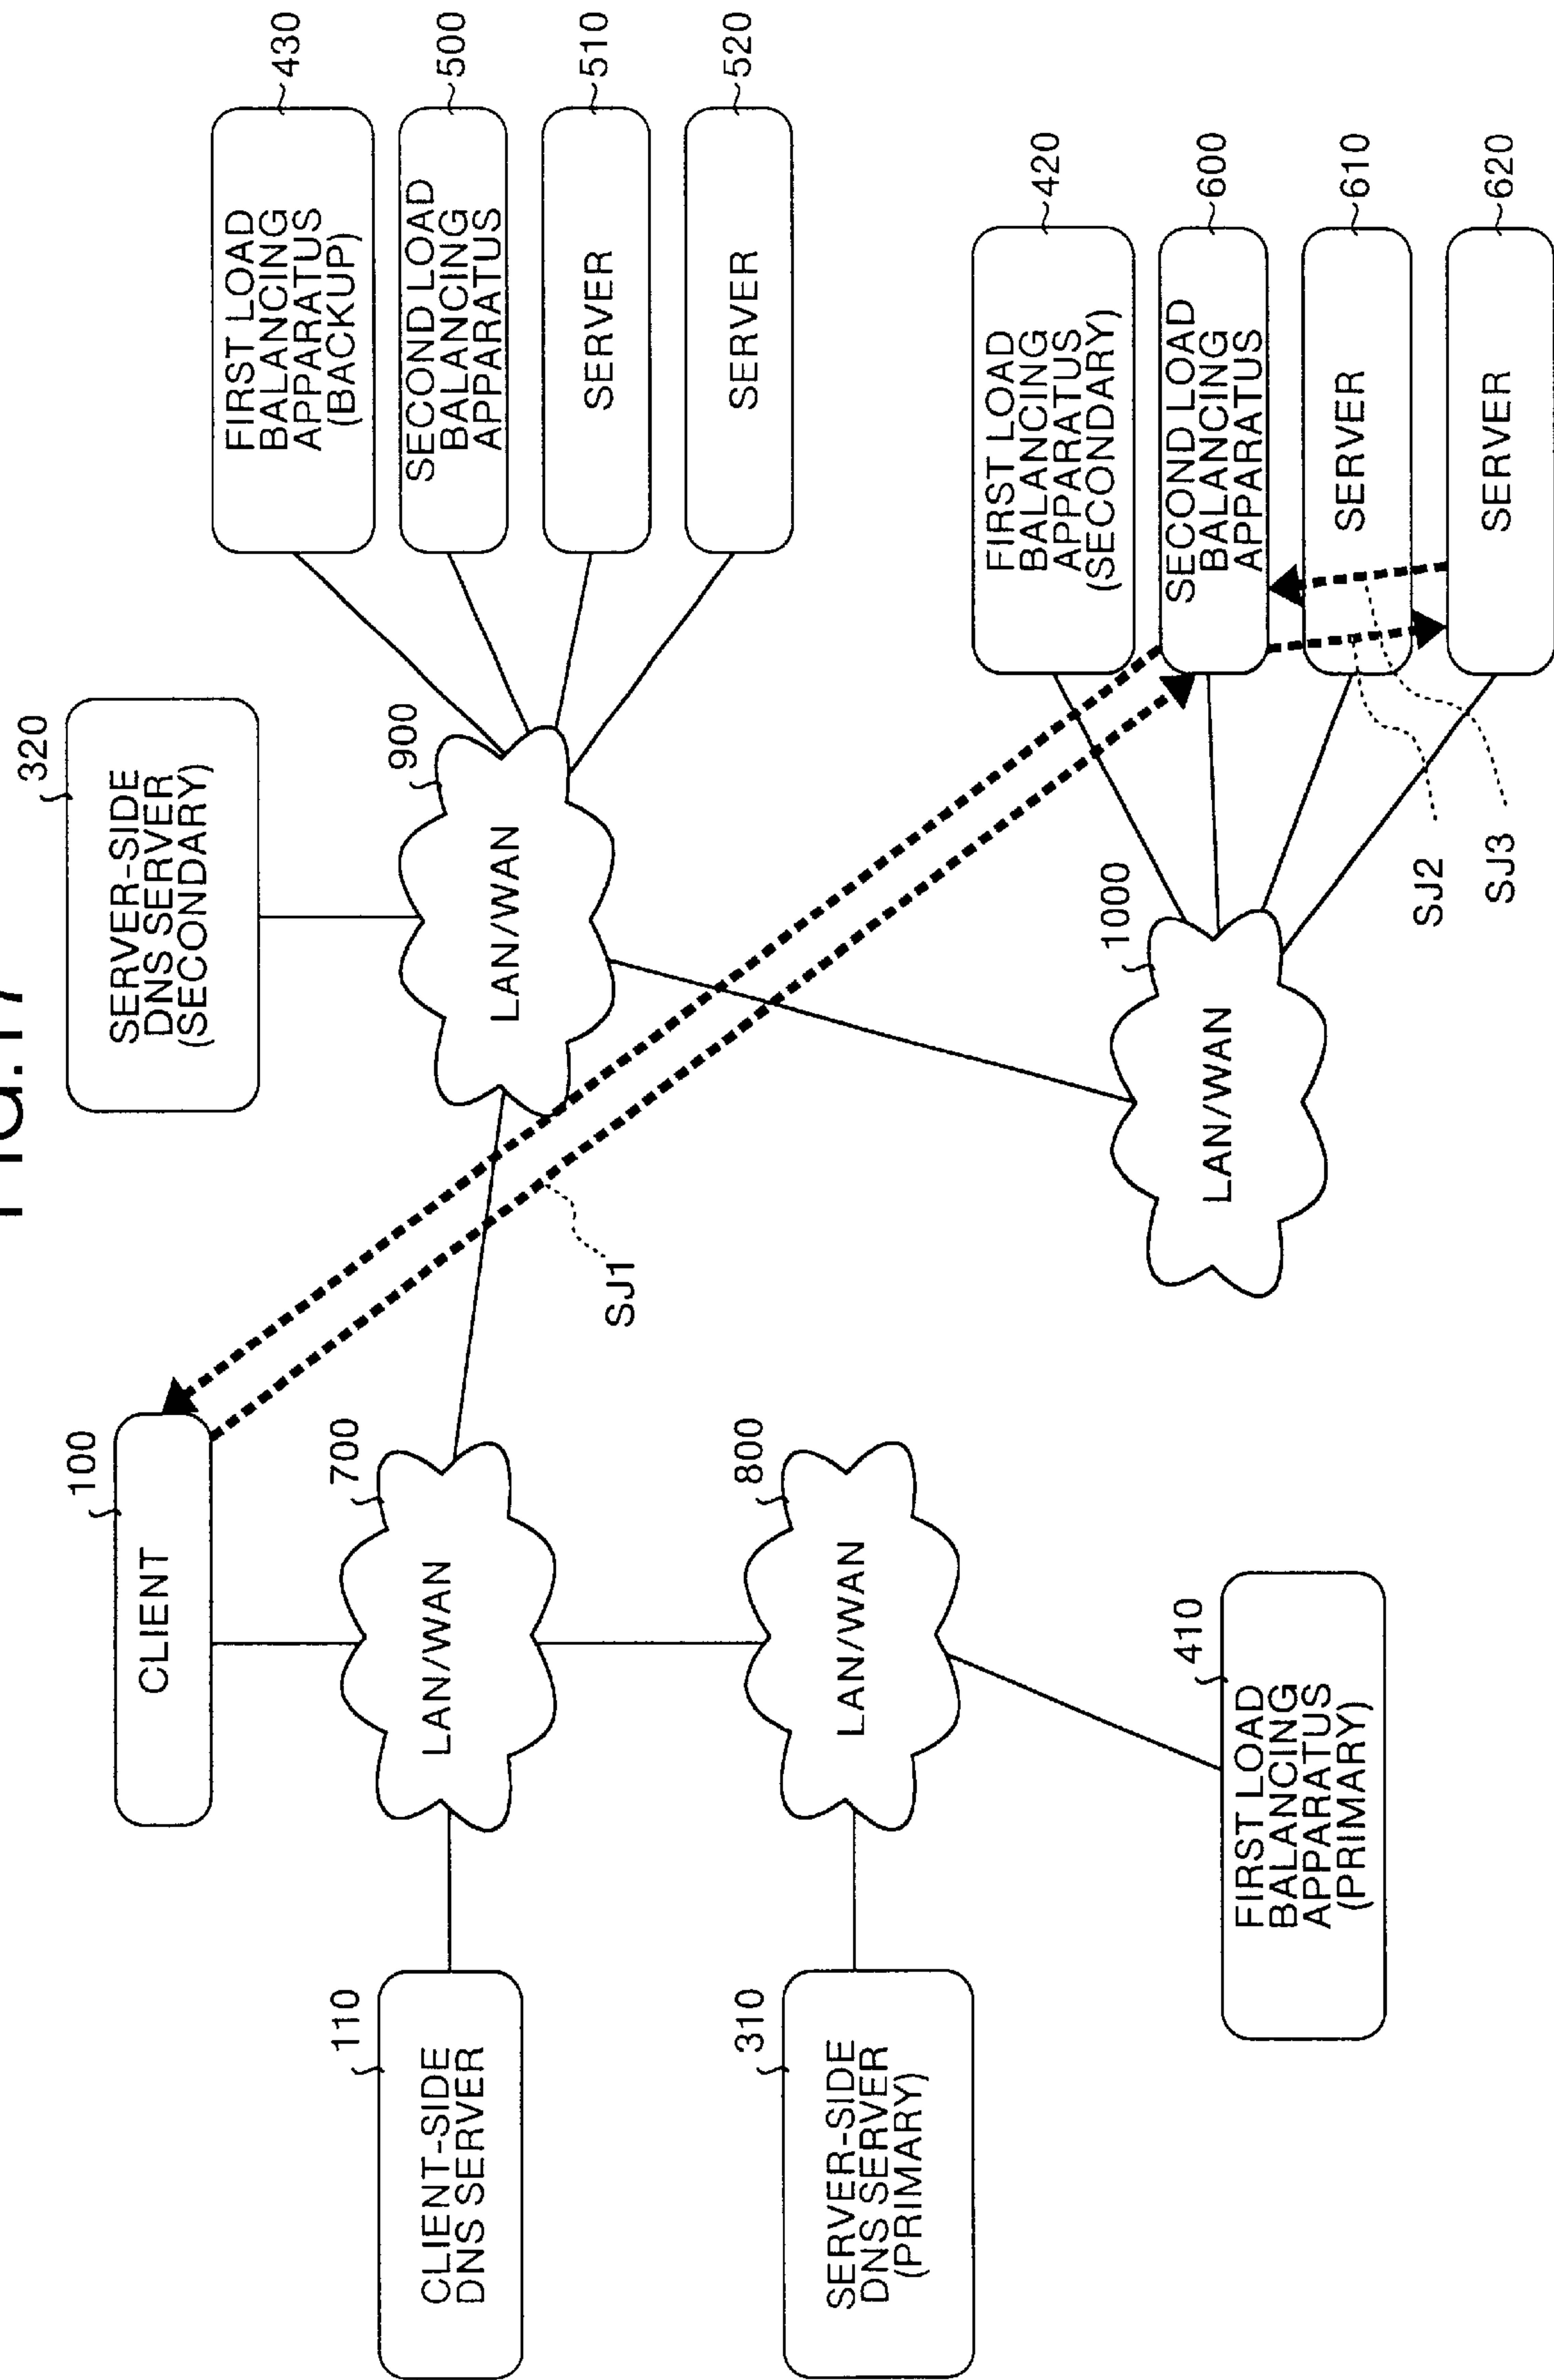 FIG.17
320
SERVER-SIDE
DNS SERVER
(SECONDARY)
100
CLIENT
430
FIRST LOAD
BALANCING
APPARATUS
(BACKUP)
500
SECOND LOAD
BALANCING
APPARATUS
510
SERVER
520
SERVER
110
CLIENT-SIDE
DNS SERVER
700
LAN/WAN
900
LAN/WAN
SJ1
310
SERVER-SIDE
DNS SERVER
(PRIMARY)
800
LAN/WAN
420
FIRST LOAD
BALANCING
APPARATUS
(SECONDARY)
600
SECOND LOAD
BALANCING
APPARATUS
610
SERVER
620
SERVER
1000
LAN/WAN
SJ2
SJ3
410
FIRST LOAD
BALANCING
APPARATUS
(PRIMARY)